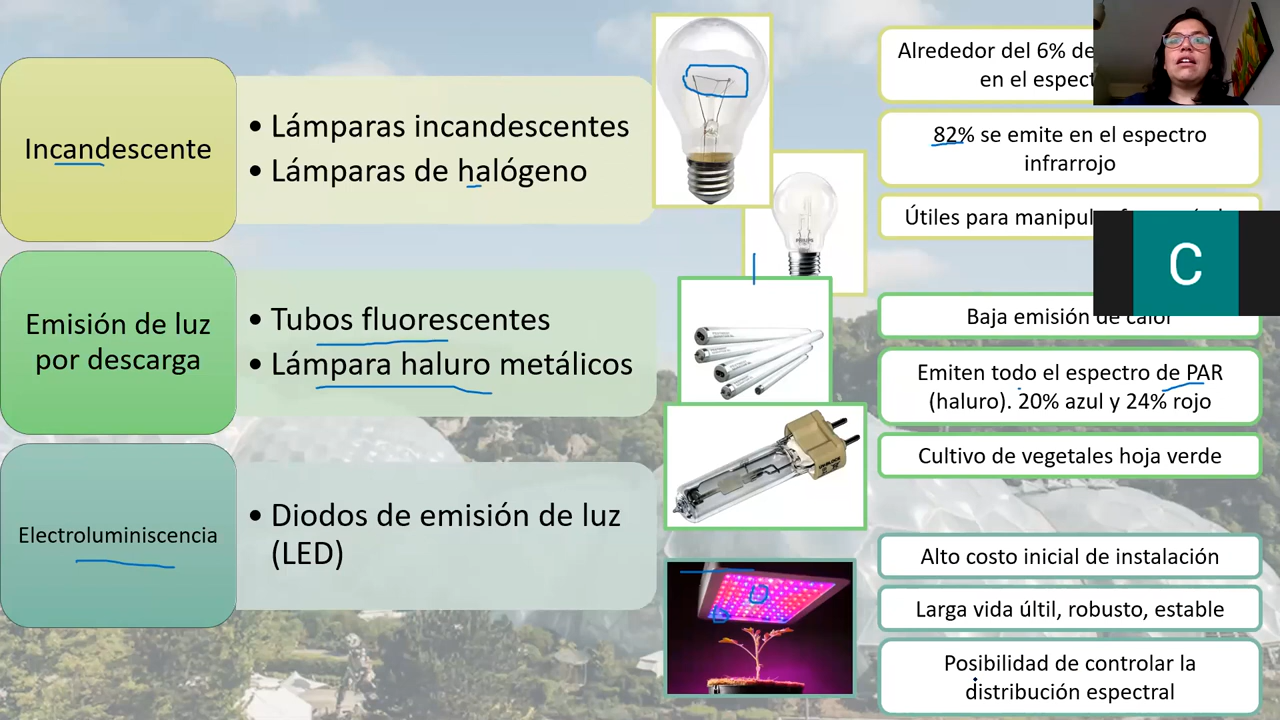 Incandescente
• Lámparas incandescentes
• Lámparas de halógeno
Alrededor del 6% de
en el
82% se emite en el espectro
infrarrojo
Útiles para
Emisión de luz
por descarga
• Tubos fluorescentes
• Lámpara haluro metálicos
C
Baja emisión de calor
Emiten todo el espectro de PAR
(haluro). 20% azul y 24% rojo
Cultivo de vegetales hoja verde
Electroluminiscencia
• Diodos de emisión de luz
(LED)
Alto costo inicial de instalación
Larga vida últil, robusto, estable
Posibilidad de controlar la
distribución espectral